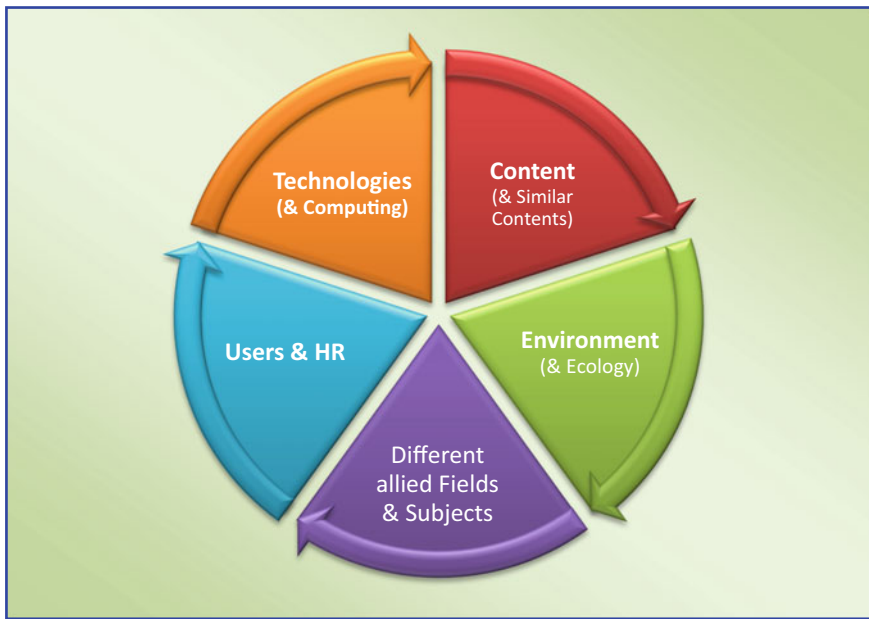 Technologies
(& Computing)
Content
(& Similar
Contents)
Users & HR
Environment
(& Ecology)
Different
allied Fields
& Subjects